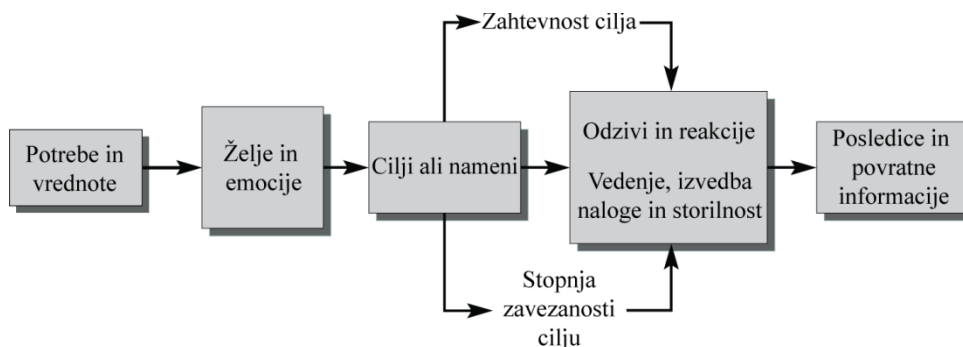 Zahtevnost cilja
Potrebe in
vrednote
Želje in
emocije
Cilji ali nameni
Odzivi in reakcije
Vedenje, izvedba
naloge in storilnost
Posledice in
povratne
informacije
Stopnja
zavezanosti
cilju